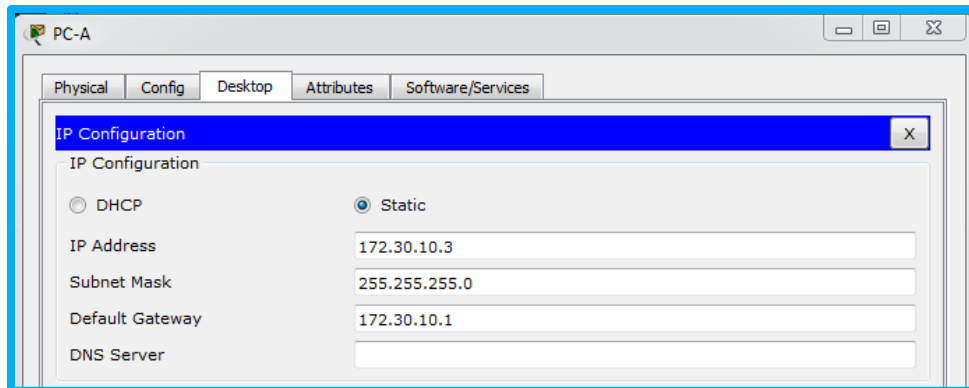 PC-A
Physical Config Desktop Attributes Software/Services
IP Configuration X
IP Configuration
DHCP Static
IP Address 172.30.10.3
Subnet Mask 255.255.255.0
Default Gateway 172.30.10.1
DNS Server